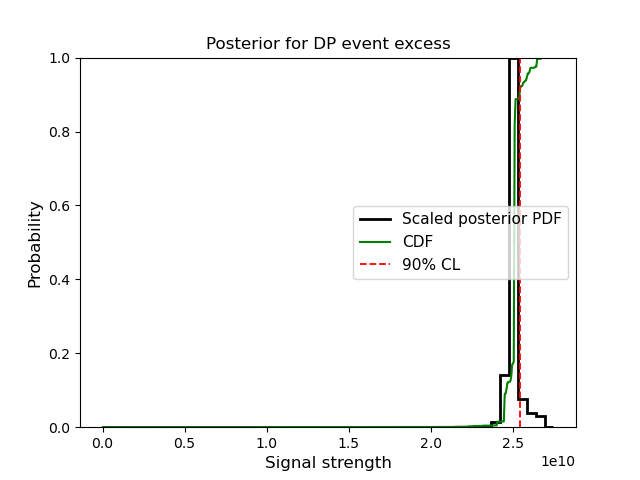 Posterior for DP event excess
Probability
1.0
0.8
0.6
0.4
0.2
0.0
Scaled posterior PDF
CDF
90% CL
0.0 0.5 1.0 1.5 2.0 2.5
1e10
Signal strength